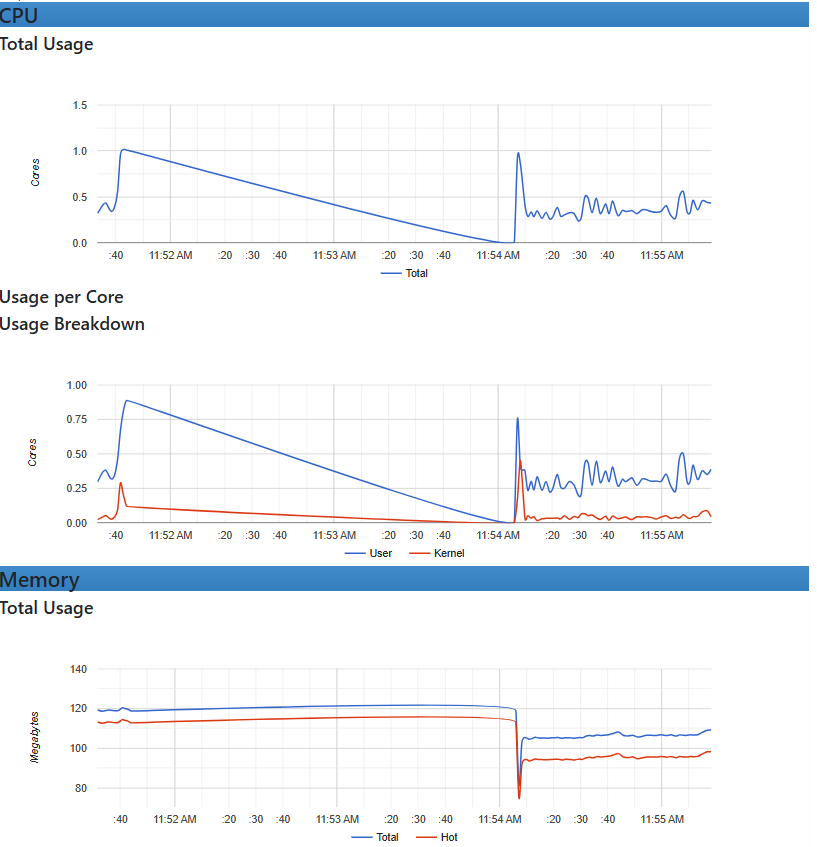 CPU
Total Usage
1.5
1.0
0.5
0.0
Cores
:40 11:52 AM :20 :30 :40 11:53 AM :20 :30 :40 11:54 AM :20 :30 :40 11:55 AM
Total
Usage per Core
Usage Breakdown
1.00
0.75
0.50
0.25
0.00
Cores
:40 11:52 AM :20 :30 :40 11:53 AM :20 :30 :40 11:54 AM :20 :30 :40 11:55 AM
User Kernel
Memory
Total Usage
140
120
100
80
Megabytes
:40 11:52 AM :20 :30 :40 11:53 AM :20 :30 :40 11:54 AM :20 :30 :40 11:55 AM
Total Hot